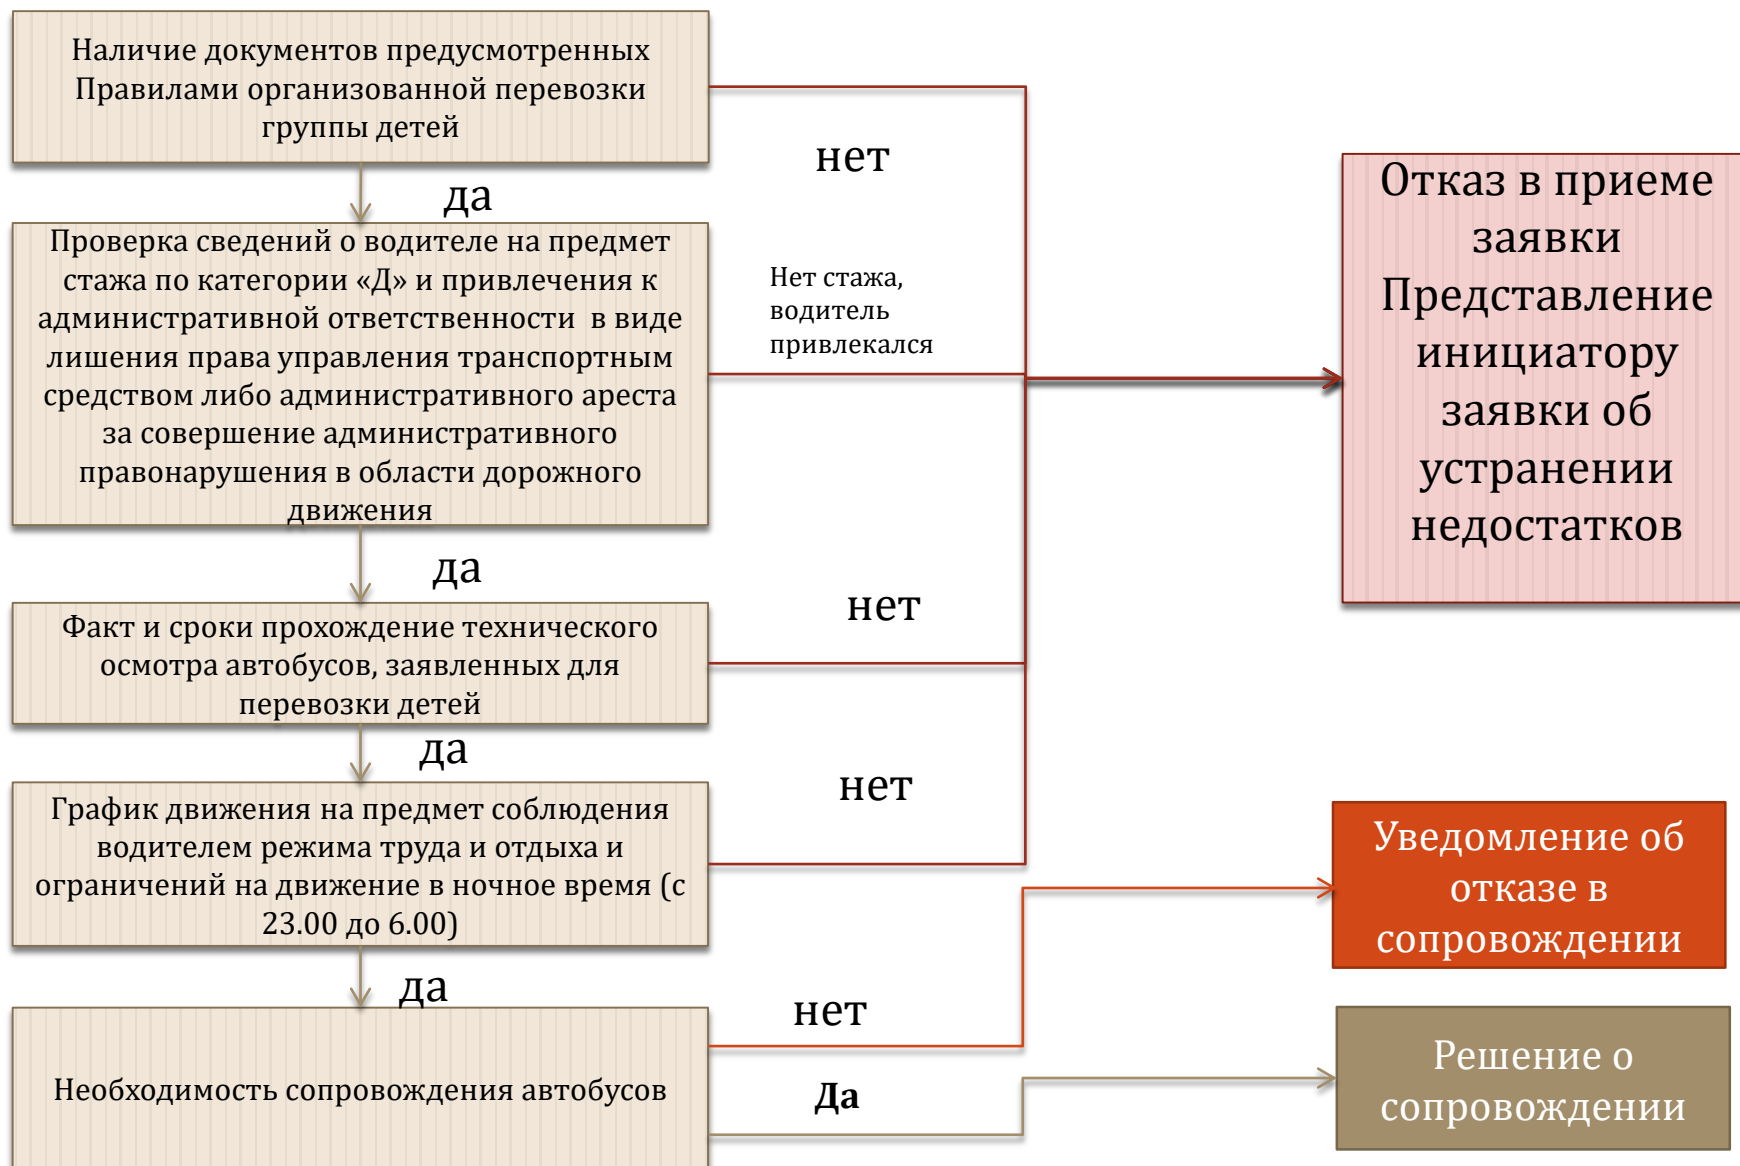 Наличие документов предусмотренных
Правилами организованной перевозки
группы детей
нет
да
Проверка сведений о водителе на предмет
стажа по категории «Д» и привлечения к
административной ответственности в виде
лишения права управления транспортным
средством либо административного ареста
за совершение административного
правонарушения в области дорожного
движения
Нет стажа,
водитель
привлекался
Отказ в приеме
заявки
Представление
инициатору
заявки об
устранении
недостатков
да
нет
Факт и сроки прохождение технического
осмотра автобусов, заявленных для
перевозки детей
да
нет
График движения на предмет соблюдения
водителем режима труда и отдыха и
ограничений на движение в ночное время (с
23.00 до 6.00)
Уведомление об
отказе в
сопровождении
да
нет
Необходимость сопровождения автобусов
Да
Решение о
сопровождении